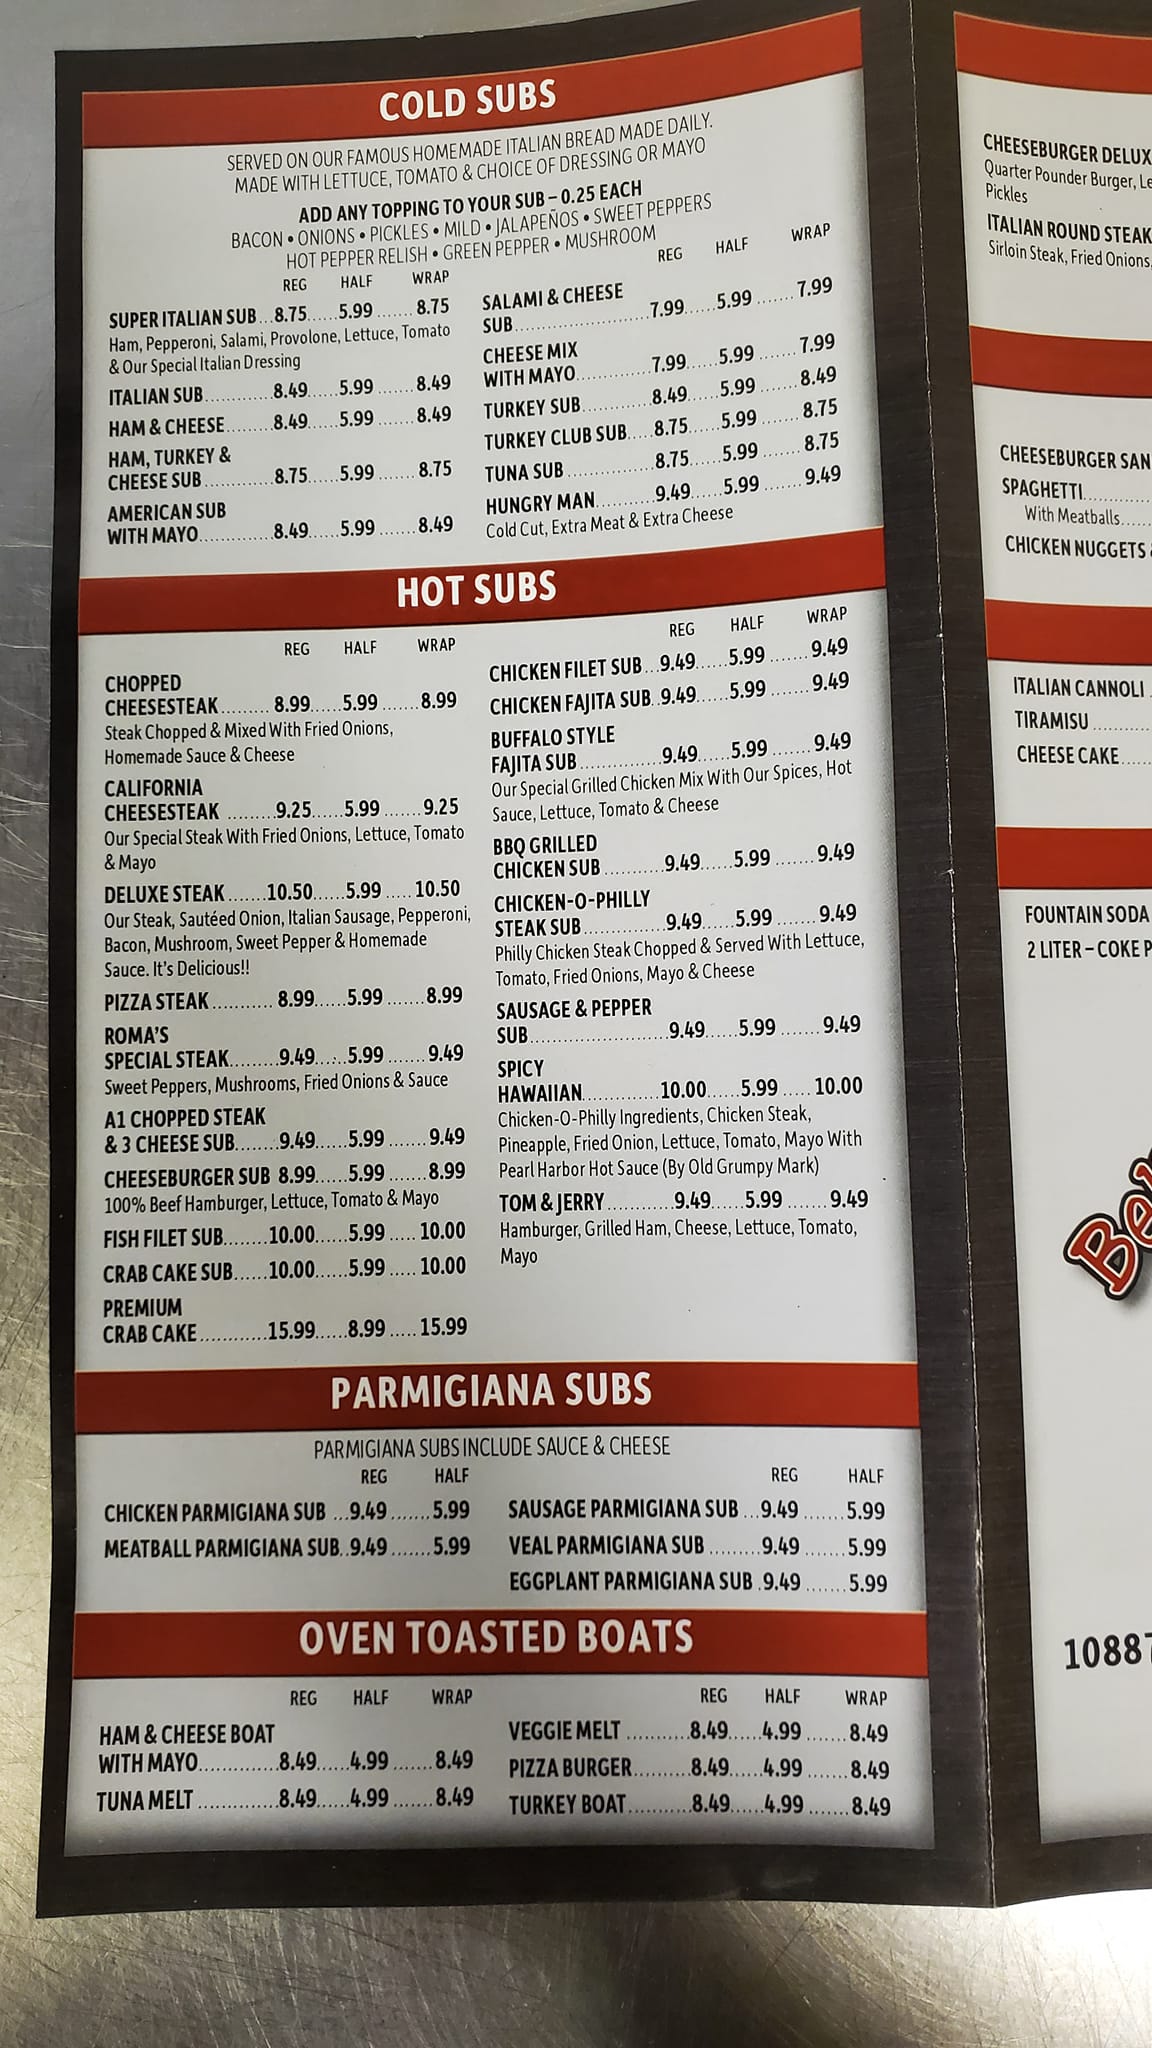 COLD SUBS
SERVED ON OUR FAMOUS HOMEMADE ITALIAN BREAD MADE DAILY.
MADE WITH LETTUCE, TOMATO & CHOICE OF DRESSING OR MAYO
ADD ANY TOPPING TO YOUR SUB – 0.25 EACH
BACON • ONIONS • PICKLES • MILD • JALAPEÑOS • SWEET PEPPERS
HOT PEPPER RELISH • GREEN PEPPER • MUSHROOM
REG HALF WRAP
SUPER ITALIAN SUB...8.75......5.99.......8.75
Ham, Pepperoni, Salami, Provolone, Lettuce, Tomato
& Our Special Italian Dressing
ITALIAN SUB............8.49......5.99.......8.49
HAM & CHEESE........8.49......5.99.......8.49
HAM, TURKEY &
CHEESE SUB............8.75......5.99.......8.75
AMERICAN SUB
WITH MAYO.............8.49......5.99.......8.49
REG HALF WRAP
SALAMI & CHEESE
SUB.......................7.99......5.99.......7.99
CHEESE MIX
WITH MAYO.............7.99......5.99.......7.99
TURKEY SUB............8.49......5.99.......8.49
TURKEY CLUB SUB....8.75......5.99.......8.75
TUNA SUB...............8.75......5.99.......8.75
HUNGRY MAN..........9.49......5.99.......9.49
Cold Cut, Extra Meat & Extra Cheese
HOT SUBS
REG HALF WRAP
CHOPPED
CHEESESTEAK.........8.99......5.99.......8.99
Steak Chopped & Mixed With Fried Onions,
Homemade Sauce & Cheese
CALIFORNIA
CHEESESTEAK.........9.25......5.99.......9.25
Our Special Steak With Fried Onions, Lettuce, Tomato
& Mayo
DELUXE STEAK.......10.50......5.99.....10.50
Our Steak, Sautéed Onion, Italian Sausage, Pepperoni,
Bacon, Mushroom, Sweet Pepper & Homemade
Sauce. It's Delicious!!
PIZZA STEAK...........8.99......5.99.......8.99
ROMA'S
SPECIAL STEAK........9.49......5.99.......9.49
Sweet Peppers, Mushrooms, Fried Onions & Sauce
A1 CHOPPED STEAK
& 3 CHEESE SUB.......9.49......5.99.......9.49
CHEESEBURGER SUB 8.99......5.99.......8.99
100% Beef Hamburger, Lettuce, Tomato & Mayo
FISH FILET SUB........10.00......5.99.....10.00
CRAB CAKE SUB......10.00......5.99.....10.00
PREMIUM
CRAB CAKE............15.99......8.99.....15.99
REG HALF WRAP
CHICKEN FILET SUB...9.49......5.99.......9.49
CHICKEN FAJITA SUB..9.49......5.99.......9.49
BUFFALO STYLE
FAJITA SUB.............9.49......5.99.......9.49
Our Special Grilled Chicken Mix With Our Spices, Hot
Sauce, Lettuce, Tomato & Cheese
BBQ GRILLED
CHICKEN SUB...........9.49......5.99.......9.49
CHICKEN-O-PHILLY
STEAK SUB..............9.49......5.99.......9.49
Philly Chicken Steak Chopped & Served With Lettuce,
Tomato, Fried Onions, Mayo & Cheese
SAUSAGE & PEPPER
SUB.......................9.49......5.99.......9.49
SPICY
HAWAIIAN.............10.00......5.99.....10.00
Chicken-O-Philly Ingredients, Chicken Steak,
Pineapple, Fried Onion, Lettuce, Tomato, Mayo With
Pearl Harbor Hot Sauce (By Old Grumpy Mark)
TOM & JERRY...........9.49......5.99.......9.49
Hamburger, Grilled Ham, Cheese, Lettuce, Tomato,
Mayo
PARMIGIANA SUBS
PARMIGIANA SUBS INCLUDE SAUCE & CHEESE
REG HALF
CHICKEN PARMIGIANA SUB...9.49.......5.99
MEATBALL PARMIGIANA SUB..9.49.......5.99
REG HALF
SAUSAGE PARMIGIANA SUB...9.49.......5.99
VEAL PARMIGIANA SUB.........9.49.......5.99
EGGPLANT PARMIGIANA SUB.9.49.......5.99
OVEN TOASTED BOATS
REG HALF WRAP
HAM & CHEESE BOAT
WITH MAYO..............8.49......4.99.......8.49
TUNA MELT..............8.49......4.99.......8.49
REG HALF WRAP
VEGGIE MELT...........8.49......4.99.......8.49
PIZZA BURGER..........8.49......4.99.......8.49
TURKEY BOAT...........8.49......4.99.......8.49
CHEESEBURGER
Quarter Pounder Burger,
Pickles
ITALIAN ROUND STEAK
Sirloin Steak, Fried Onions,
CHEESEBURGER
SPAGHETTI
With Meatballs
CHICKEN NUGGETS
ITALIAN CANNOLI
TIRAMISU
CHEESE CAKE
FOUNTAIN SODA
2 LITER – COKE
10887